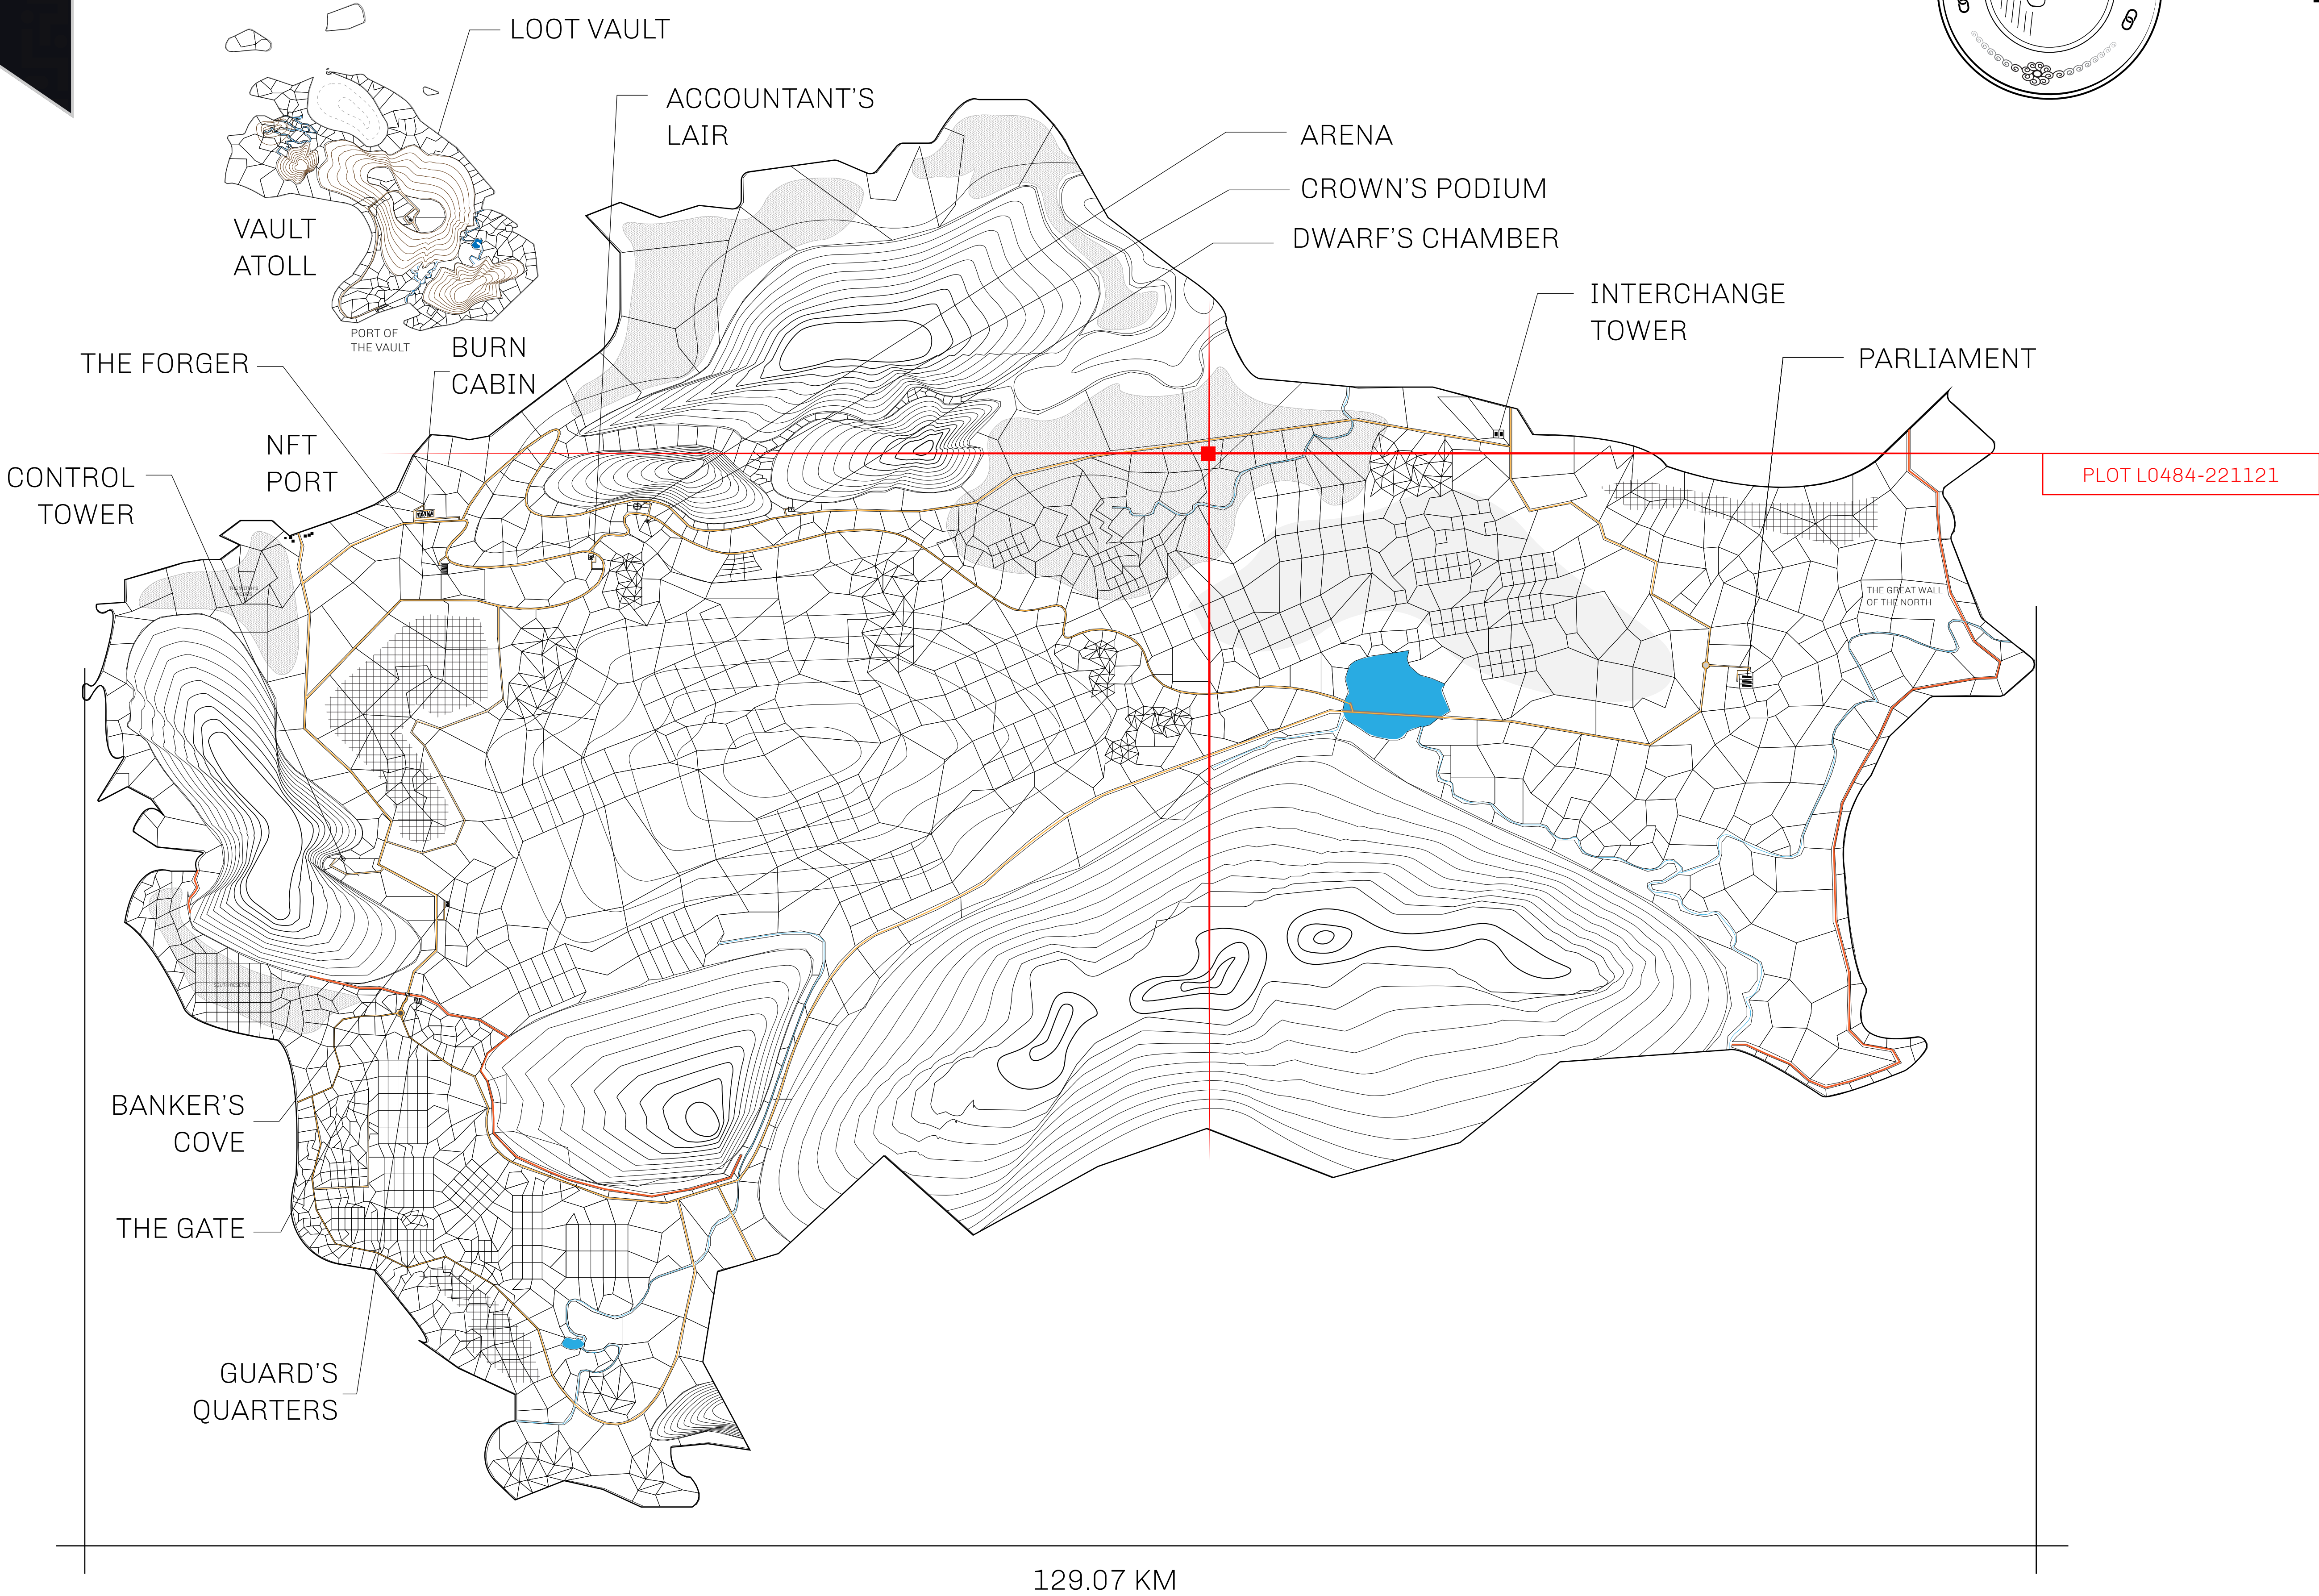 LOOT VAULT
ACCOUNTANT'S
LAIR
ARENA
CROWN'S PODIUM
DWARF'S CHAMBER
VAULT
ATOLL
INTERCHANGE
TOWER
PORT OF
THE VAULT
BURN
CABIN
THE FORGER
PARLIAMENT
NFT
PORT
CONTROL
TOWER
PLOT L0484-221121
THE GREAT WALL
OF THE NORTH
SOUTH RESERVE
BANKER'S
COVE
THE GATE
GUARD'S
QUARTERS
129.07 KM